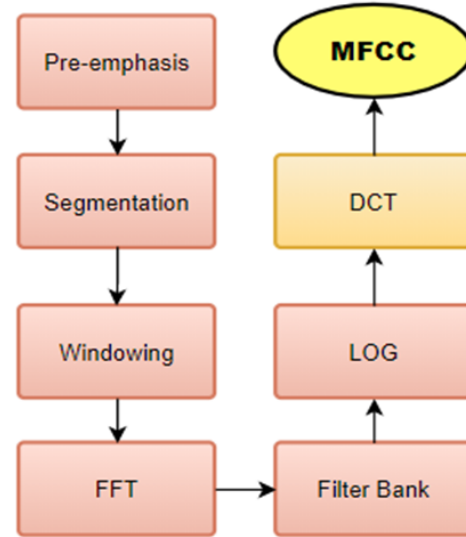 Pre-emphasis
Segmentation
Windowing
FFT
Filter Bank
LOG
DCT
MFCC